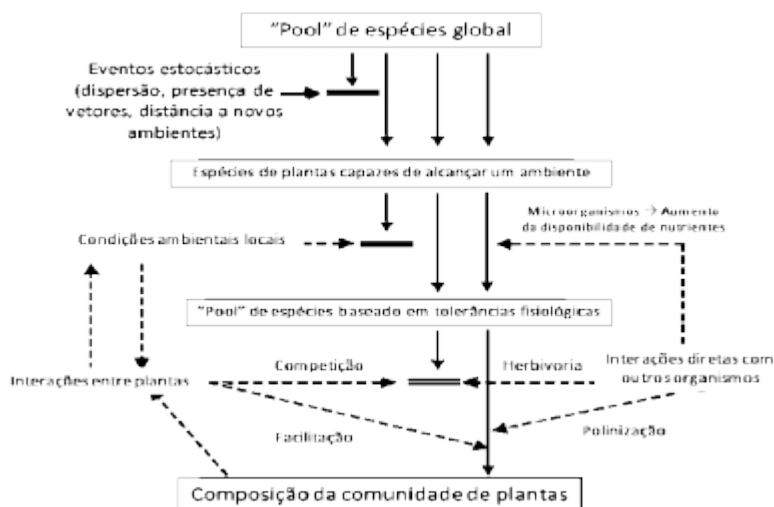 "Pool" de espécies global
Eventos estocásticos
(dispersão, presença de
vetores, distância a novos
ambientes)
Espécies de plantas capazes de alcançar um ambiente
Condições ambientais locais
Microorganismos → Aumento
da disponibilidade de nutrientes
"Pool" de espécies baseado em tolerâncias fisiológicas
Competição
Herbivoria
Interações entre plantas
Interações diretas com
outros organismos
Facilitação
Polinização
Composição da comunidade de plantas